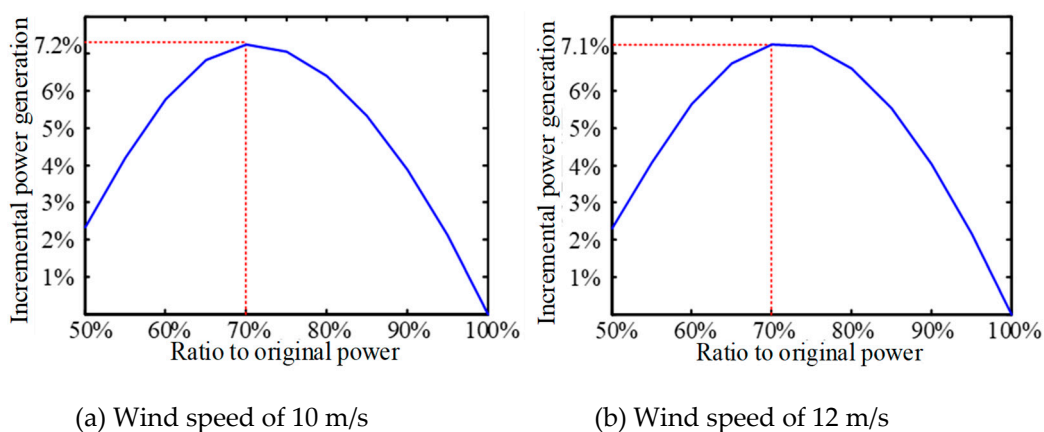 Incremental power generation
7.2%
6%
5%
4%
3%
2%
1%
50% 60% 70% 80% 90% 100%
Ratio to original power
(a) Wind speed of 10 m/s
Incremental power generation
7.1%
6%
5%
4%
3%
2%
1%
50% 60% 70% 80% 90% 100%
Ratio to original power
(b) Wind speed of 12 m/s